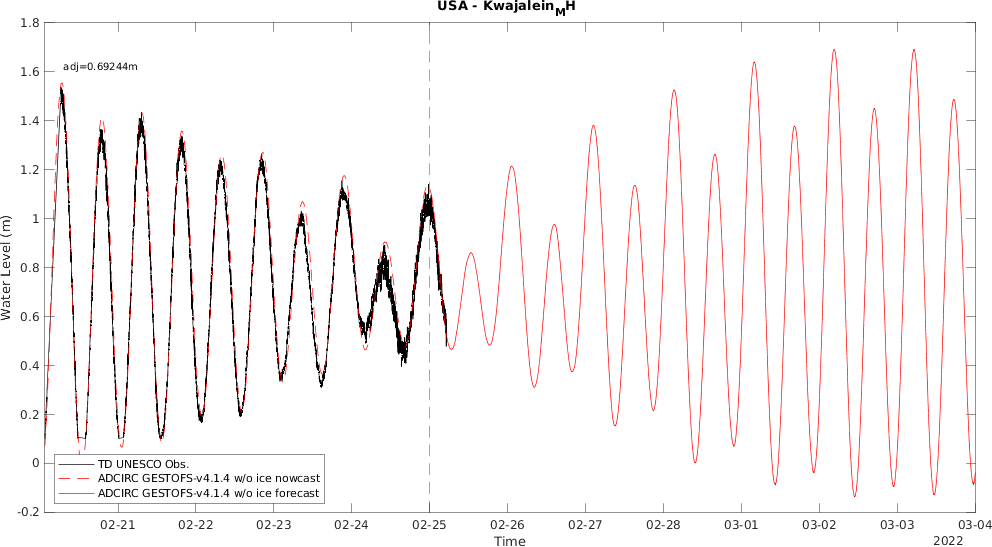 USA - Kwajalein_MH
adj=0.69244m
Water Level (m)
1.8
1.6
1.4
1.2
1
0.8
0.6
0.4
0.2
0
-0.2
TD UNESCO Obs.
ADCIRC GESTOFS-v4.1.4 w/o ice nowcast
ADCIRC GESTOFS-v4.1.4 w/o ice forecast
02-21 02-22 02-23 02-24 02-25 02-26 02-27 02-28 03-01 03-02 03-03 03-04
Time
2022